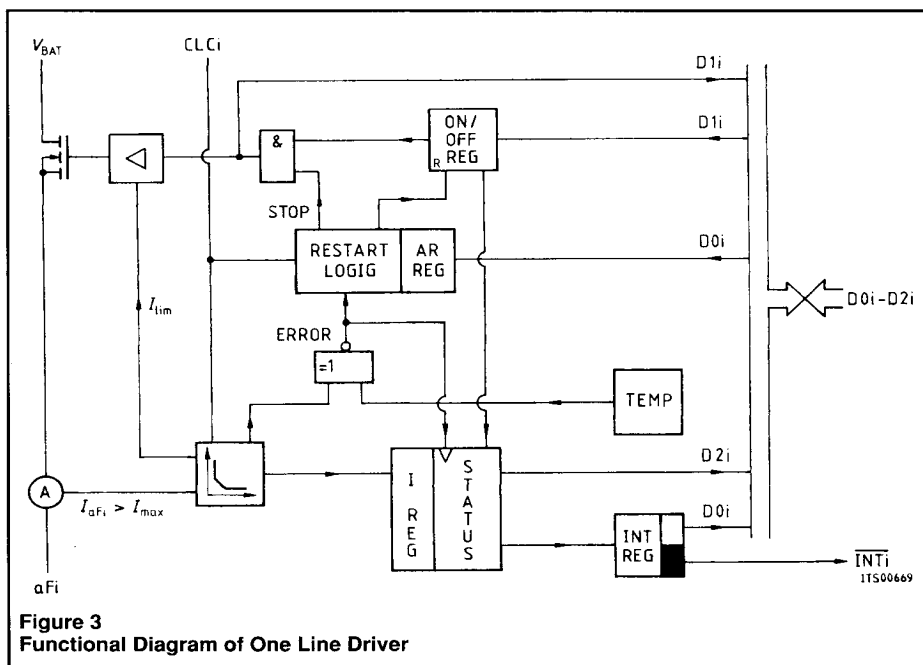 V_BAT
CLCi
D1i
ON/
OFF
REG
R
D1i
&
STOP
RESTART
LOGIG
AR
REG
D0i
D0i-D2i
I_lim
ERROR
=1
TEMP
I REG
STATUS
D2i
D0i
A
I_aFi > I_max
INT
REG
INTi
aFi
ITS00669
Figure 3
Functional Diagram of One Line Driver